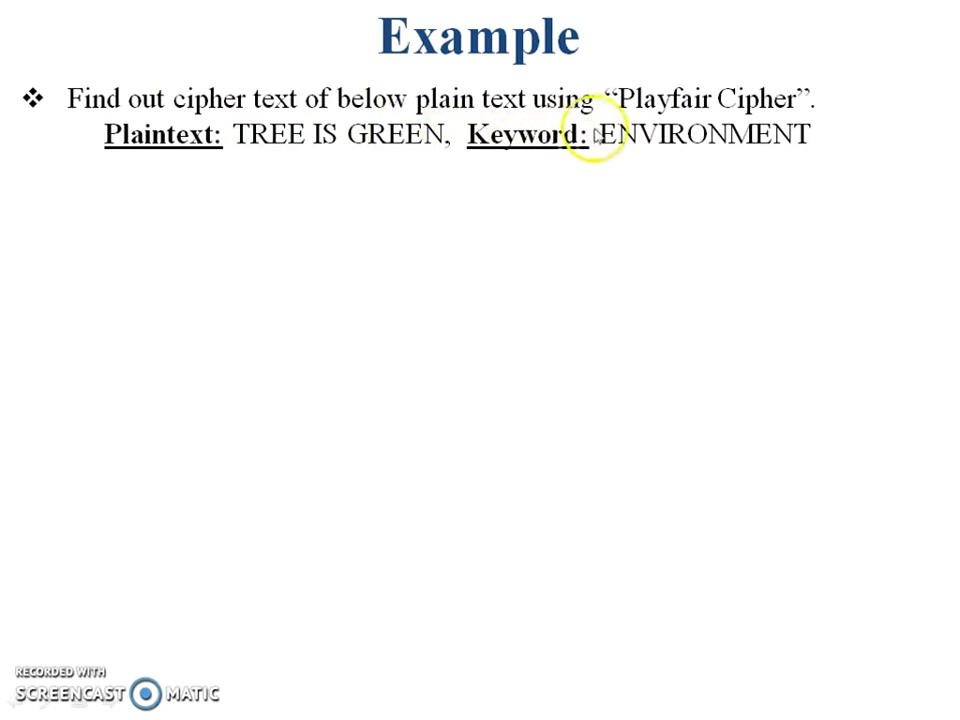 Example
❖ Find out cipher text of below plain text using “Playfair Cipher”.
Plaintext: TREE IS GREEN, Keyword: ENVIRONMENT
RECORDED WITH
SCREENCAST MATIC